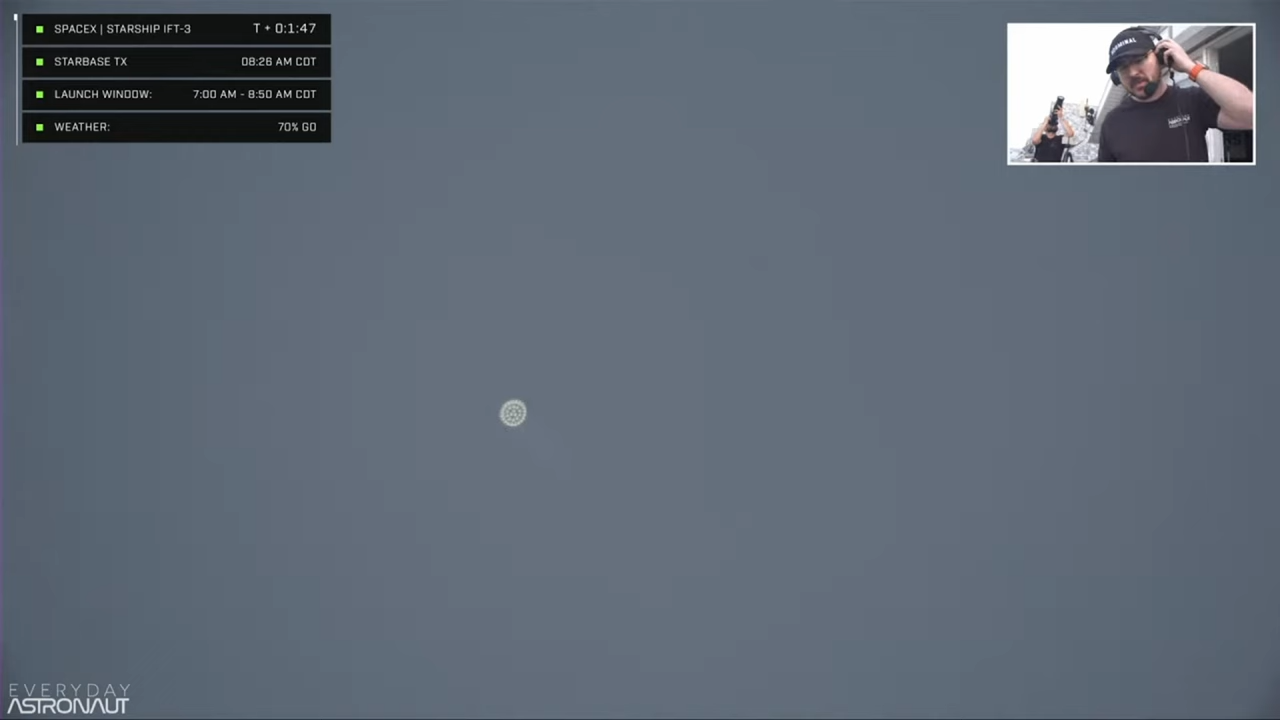 SPACEX | STARSHIP IFT-3 T + 0:1:47
STARBASE TX 08:26 AM CDT
LAUNCH WINDOW: 7:00 AM - 8:50 AM CDT
WEATHER: 70% GO
EVERYDAY
ASTRONAUT